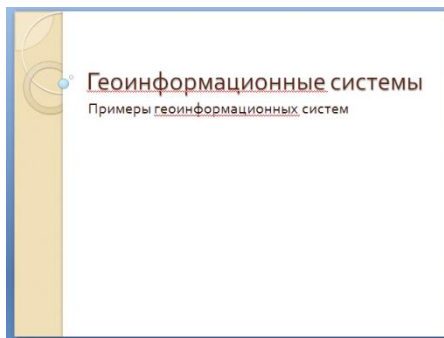 Геоинформационные системы
Примеры геоинформационных систем